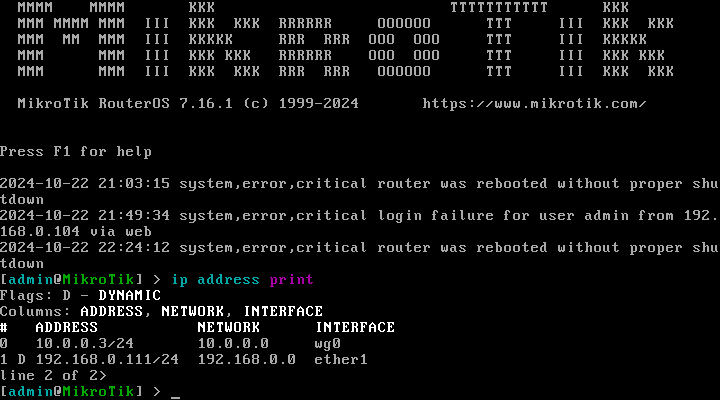 MMMM    MMMM       KKK                          TTTTTTTTTTT      KKK
MMM MMMM MMM  III  KKK  KKK  RRRRRR     OOOOOO      TTT     III  KKK  KKK
MMM  MM  MMM  III  KKKKK     RRR  RRR  OOO  OOO     TTT     III  KKKKK
MMM      MMM  III  KKK KKK   RRRRRR    OOO  OOO     TTT     III  KKK KKK
MMM      MMM  III  KKK  KKK  RRR  RRR   OOOOOO      TTT     III  KKK  KKK
MikroTik RouterOS 7.16.1 (c) 1999-2024       https://www.mikrotik.com/
Press F1 for help
2024-10-22 21:03:15 system,error,critical router was rebooted without proper shu
tdown
2024-10-22 21:49:34 system,error,critical login failure for user admin from 192.
168.0.104 via web
2024-10-22 22:24:12 system,error,critical router was rebooted without proper shu
tdown
[admin@MikroTik] > ip address print
Flags: D - DYNAMIC
Columns: ADDRESS, NETWORK, INTERFACE
#   ADDRESS           NETWORK      INTERFACE
0   10.0.0.3/24       10.0.0.0     wg0
1 D 192.168.0.111/24  192.168.0.0  ether1
line 2 of 2>
[admin@MikroTik] > _